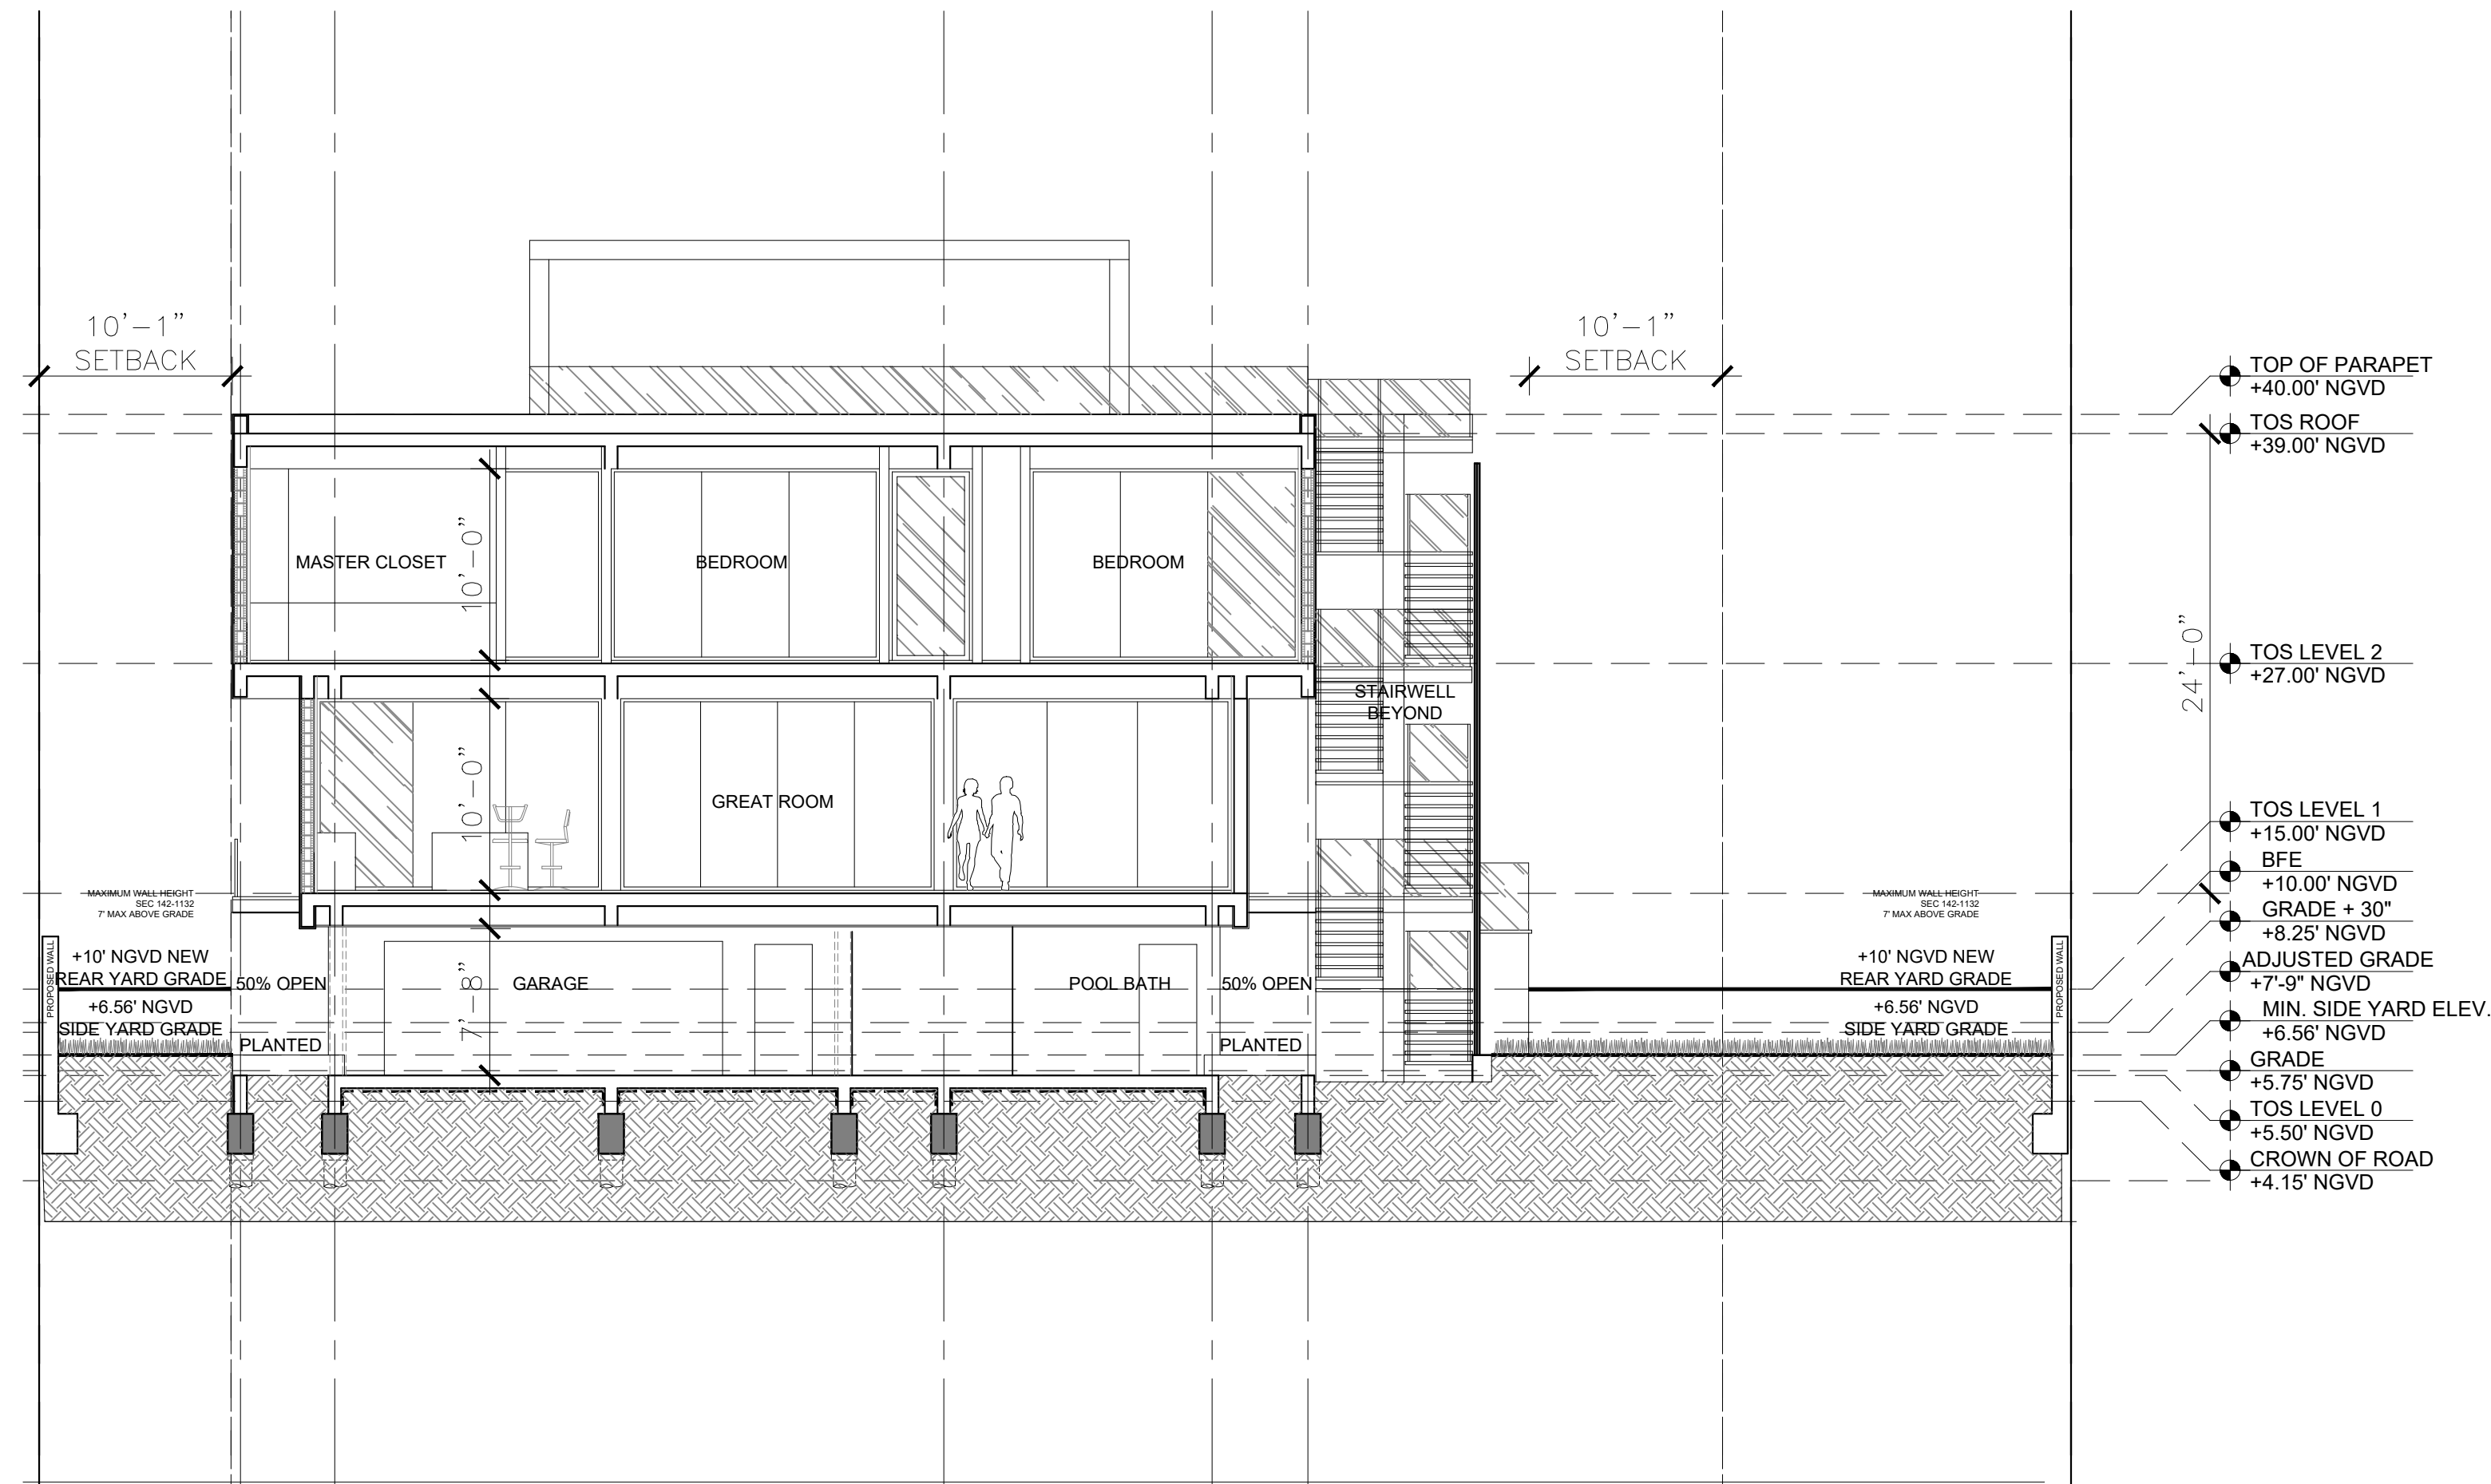 10'-1"
SETBACK
10'-1"
SETBACK
TOP OF PARAPET
+40.00' NGVD
TOS ROOF
+39.00' NGVD
MASTER CLOSET
10'-0"
BEDROOM
BEDROOM
24'-0"
TOS LEVEL 2
+27.00' NGVD
STAIRWELL
BEYOND
10'-0"
GREAT ROOM
TOS LEVEL 1
+15.00' NGVD
BFE
+10.00' NGVD
MAXIMUM WALL HEIGHT
SEC 142-1132
7' MAX ABOVE GRADE
MAXIMUM WALL HEIGHT
SEC 142-1132
7' MAX ABOVE GRADE
GRADE + 30"
+8.25' NGVD
PROPOSED WALL
+10' NGVD NEW
REAR YARD GRADE
50% OPEN
7'-8"
GARAGE
POOL BATH
50% OPEN
+10' NGVD NEW
REAR YARD GRADE
PROPOSED WALL
ADJUSTED GRADE
+7'-9" NGVD
+6.56' NGVD
SIDE YARD GRADE
+6.56' NGVD
SIDE YARD GRADE
MIN. SIDE YARD ELEV.
+6.56' NGVD
PLANTED
PLANTED
GRADE
+5.75' NGVD
TOS LEVEL 0
+5.50' NGVD
CROWN OF ROAD
+4.15' NGVD